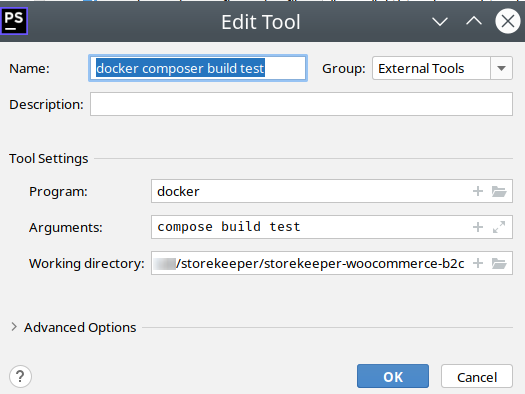 PS
Edit Tool
Name: docker composer build test Group: External Tools
Description:
Tool Settings
Program: docker
Arguments: compose build test
Working directory: /storekeeper/storekeeper-woocommerce-b2c
Advanced Options
? OK Cancel